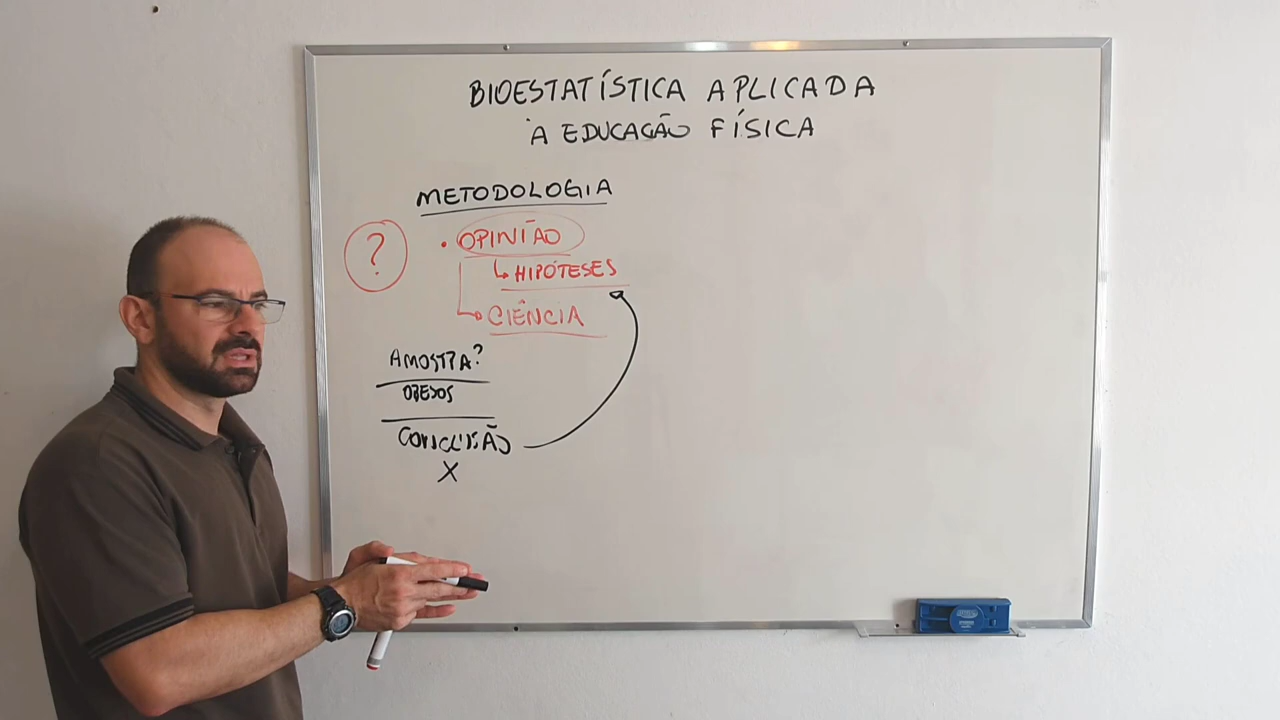 BIOESTATÍSTICA APLICADA
À EDUCAÇÃO FÍSICA
METODOLOGIA
?
• OPINIÃO
HIPÓTESES
CIÊNCIA
AMOSTRA?
OBESOS
CONCLUSÃO
X